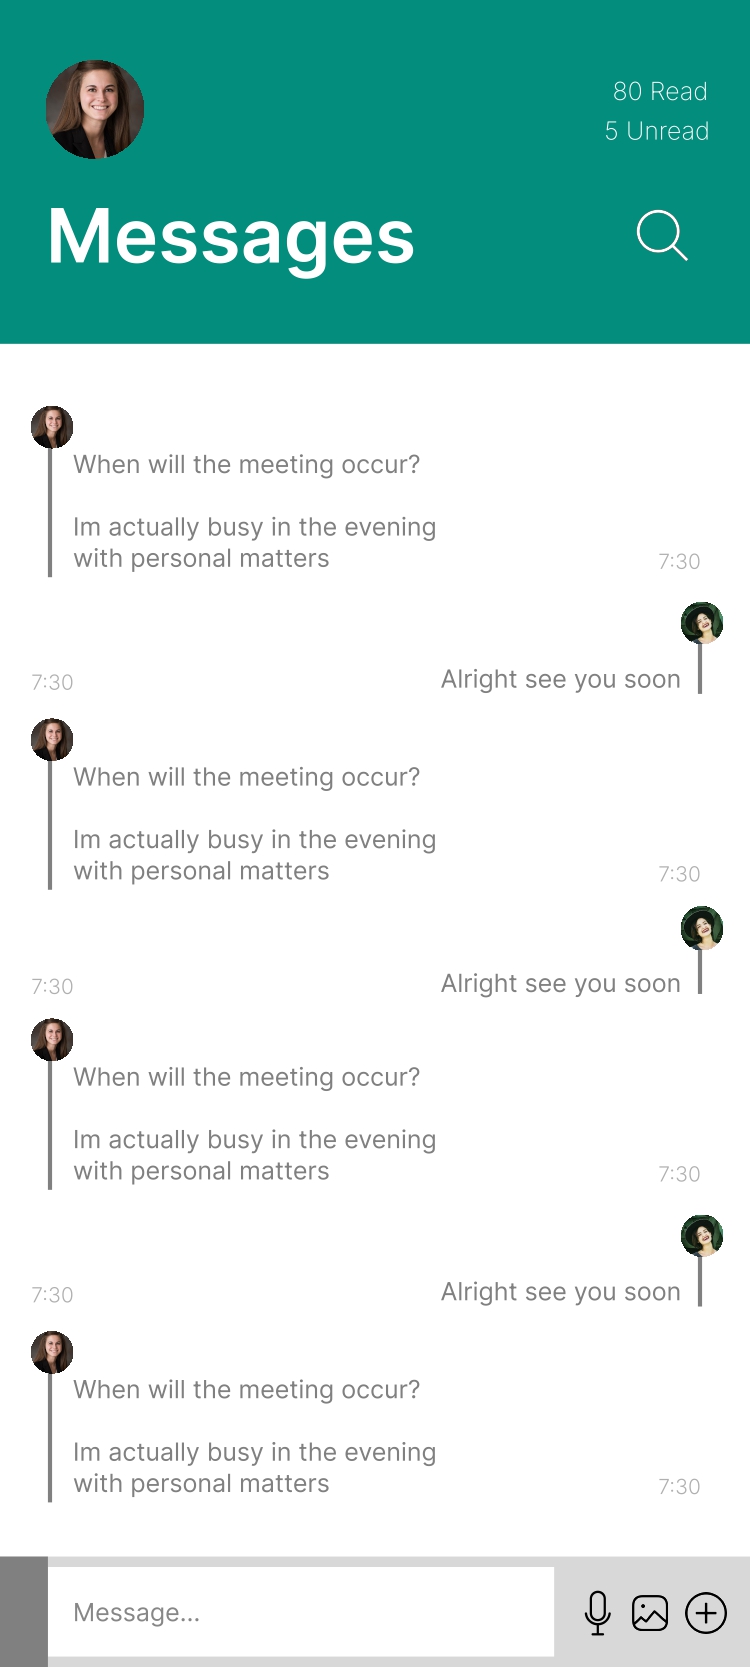 80 Read
5 Unread
Messages
When will the meeting occur?
Im actually busy in the evening
with personal matters
7:30
Alright see you soon
7:30
When will the meeting occur?
Im actually busy in the evening
with personal matters
7:30
Alright see you soon
7:30
When will the meeting occur?
Im actually busy in the evening
with personal matters
7:30
Alright see you soon
7:30
When will the meeting occur?
Im actually busy in the evening
with personal matters
7:30
Message...